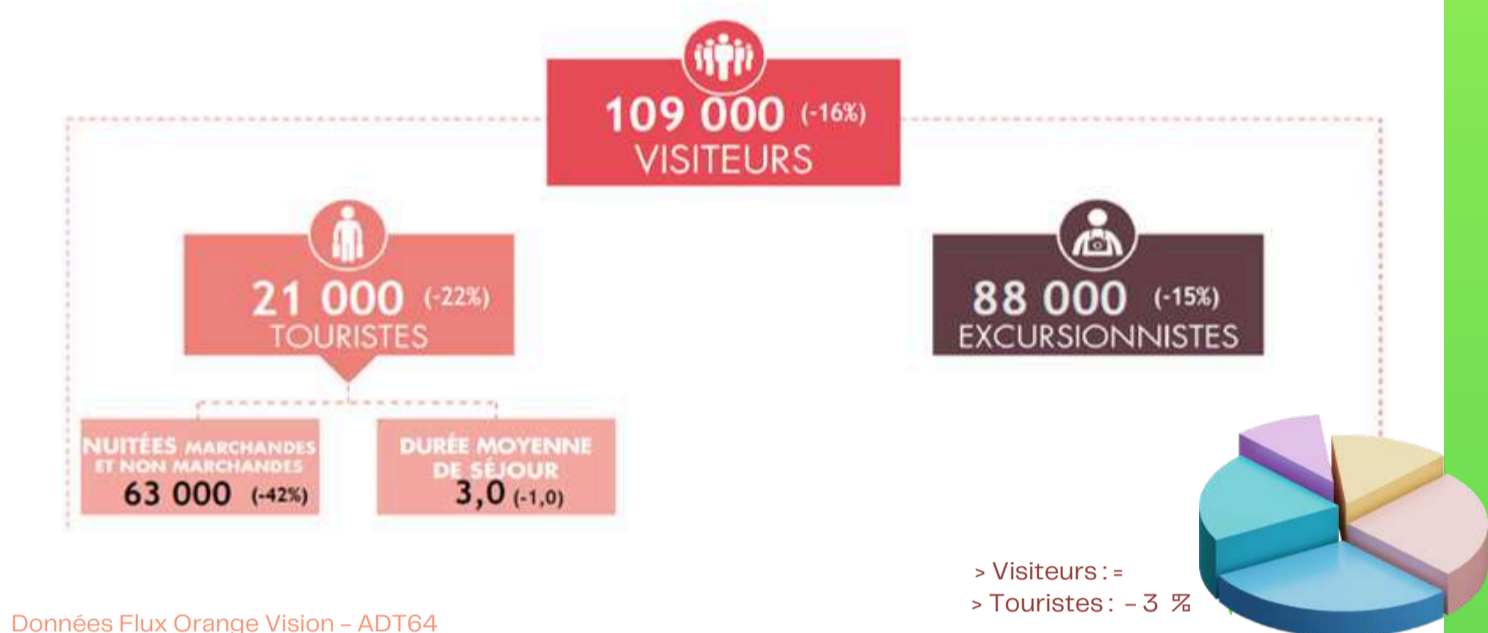 109 000 (-16%)
VISITEURS
21 000 (-22%)
TOURISTES
88 000 (-15%)
EXCURSIONNISTES
NUITÉES MARCHANDES
ET NON MARCHANDES
63 000 (-42%)
DURÉE MOYENNE
DE SÉJOUR
3,0 (-1,0)
> Visiteurs : =
> Touristes : - 3 %
Données Flux Orange Vision – ADT64